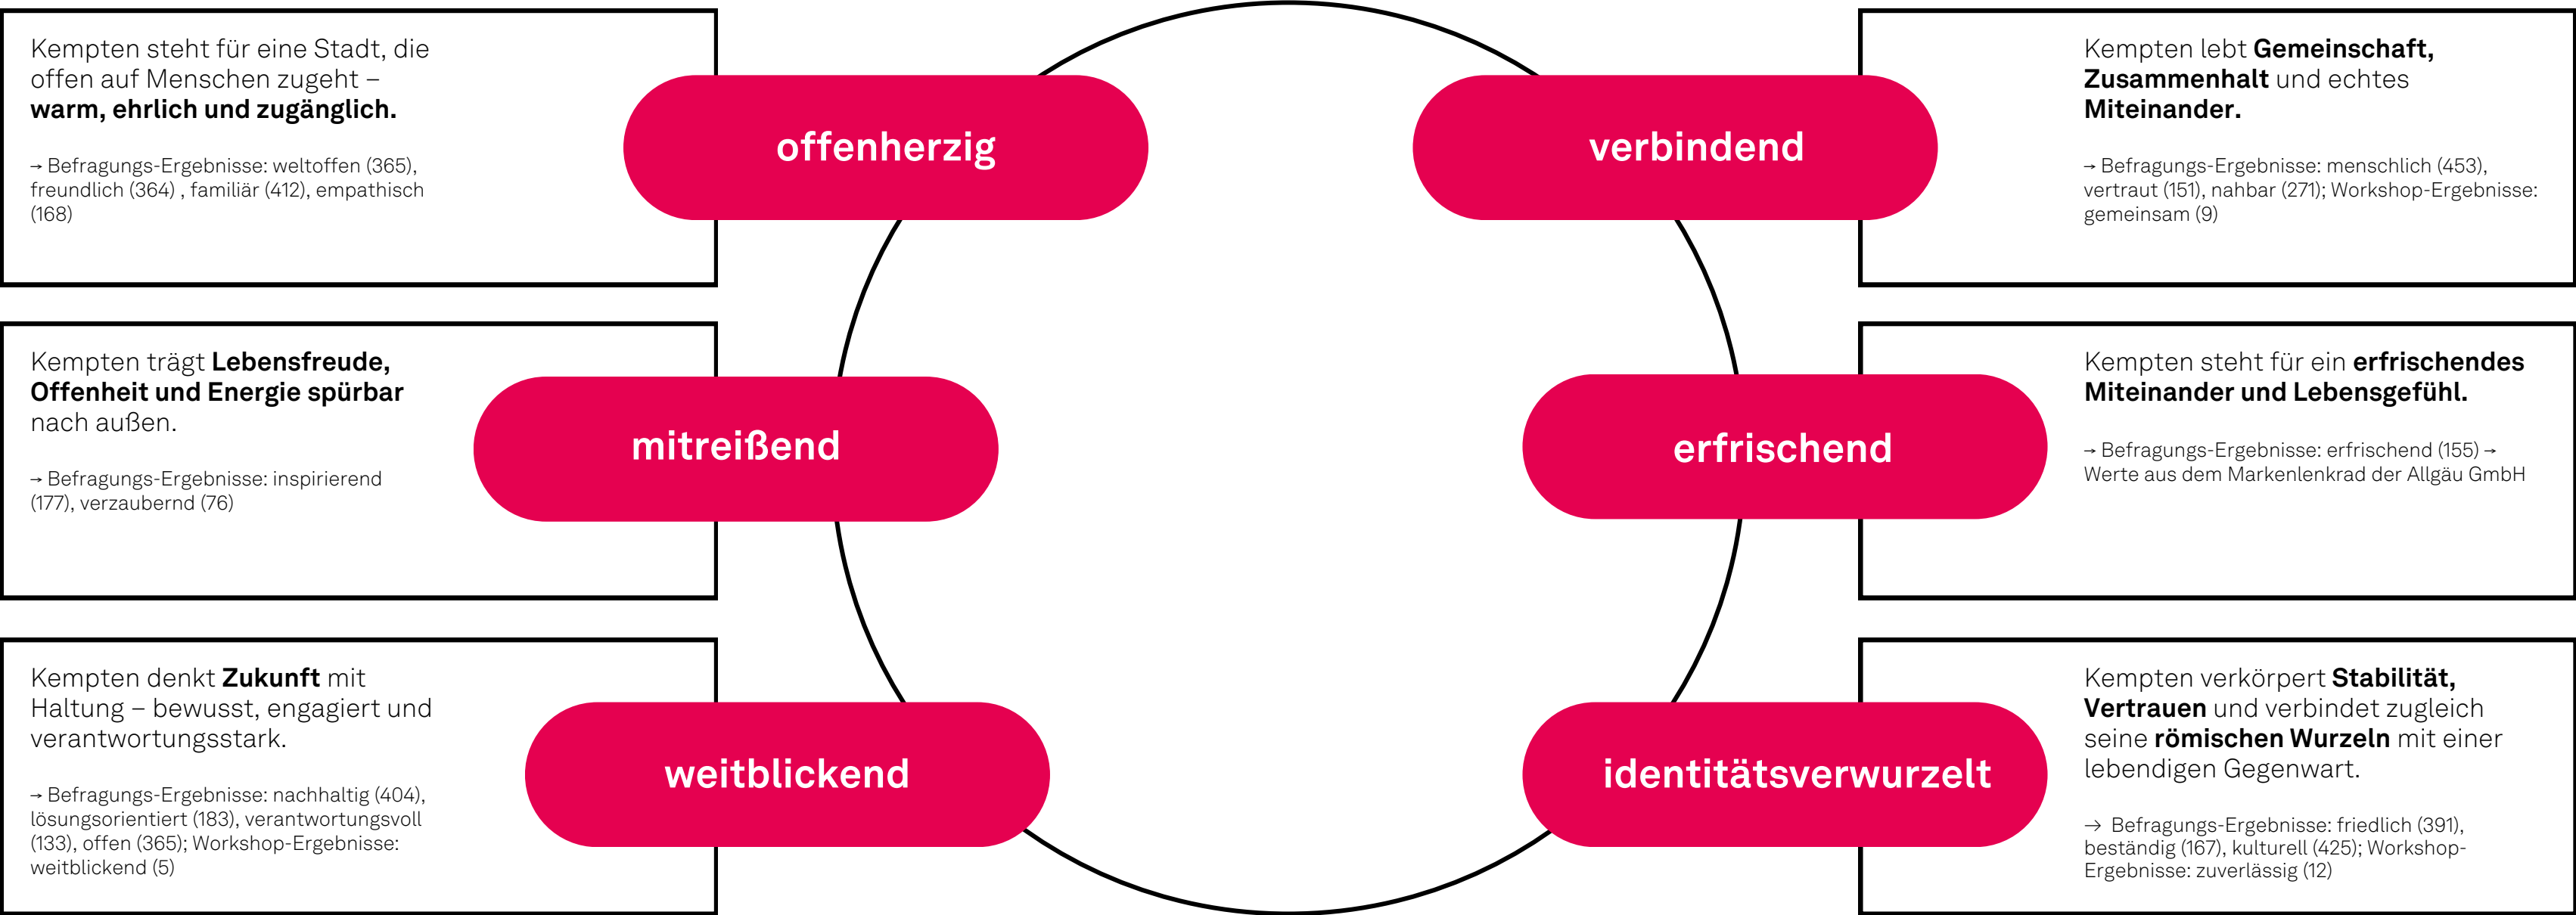 Kempten steht für eine Stadt, die
offen auf Menschen zugeht –
warm, ehrlich und zugänglich.
→ Befragungs-Ergebnisse: weltoffen (365),
freundlich (364) , familiär (412), empathisch
(168)
offenherzig
verbindend
Kempten lebt Gemeinschaft,
Zusammenhalt und echtes
Miteinander.
→ Befragungs-Ergebnisse: menschlich (453),
vertraut (151), nahbar (271); Workshop-Ergebnisse:
gemeinsam (9)
Kempten trägt Lebensfreude,
Offenheit und Energie spürbar
nach außen.
→ Befragungs-Ergebnisse: inspirierend
(177), verzaubernd (76)
mitreißend
erfrischend
Kempten steht für ein erfrischendes
Miteinander und Lebensgefühl.
→ Befragungs-Ergebnisse: erfrischend (155) →
Werte aus dem Markenlenkrad der Allgäu GmbH
Kempten denkt Zukunft mit
Haltung – bewusst, engagiert und
verantwortungsstark.
→ Befragungs-Ergebnisse: nachhaltig (404),
lösungsorientiert (183), verantwortungsvoll
(133), offen (365); Workshop-Ergebnisse:
weitblickend (5)
weitblickend
identitätsverwurzelt
Kempten verkörpert Stabilität,
Vertrauen und verbindet zugleich
seine römischen Wurzeln mit einer
lebendigen Gegenwart.
→ Befragungs-Ergebnisse: friedlich (391),
beständig (167), kulturell (425); Workshop-
Ergebnisse: zuverlässig (12)